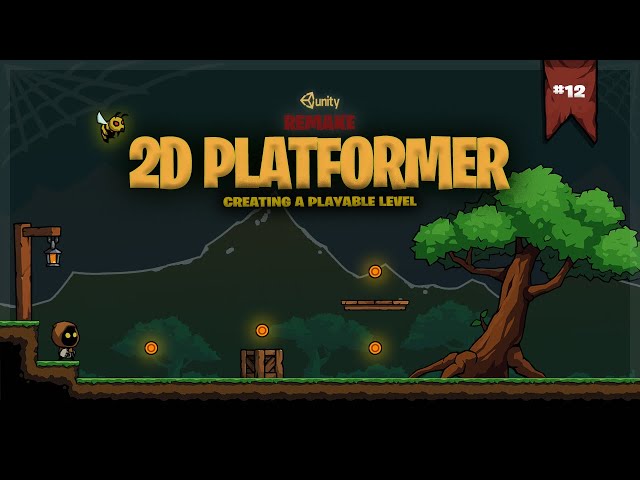 unity
#12
REMAKE
2D PLATFORMER
CREATING A PLAYABLE LEVEL